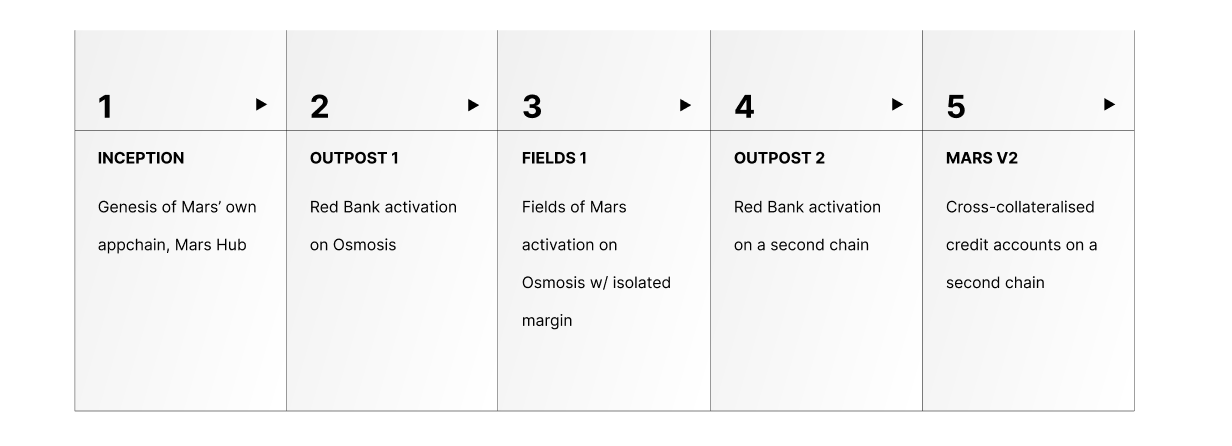 1
INCEPTION
Genesis of Mars’ own
appchain, Mars Hub
2
OUTPOST 1
Red Bank activation
on Osmosis
3
FIELDS 1
Fields of Mars
activation on
Osmosis w/ isolated
margin
4
OUTPOST 2
Red Bank activation
on a second chain
5
MARS V2
Cross-collateralised
credit accounts on a
second chain